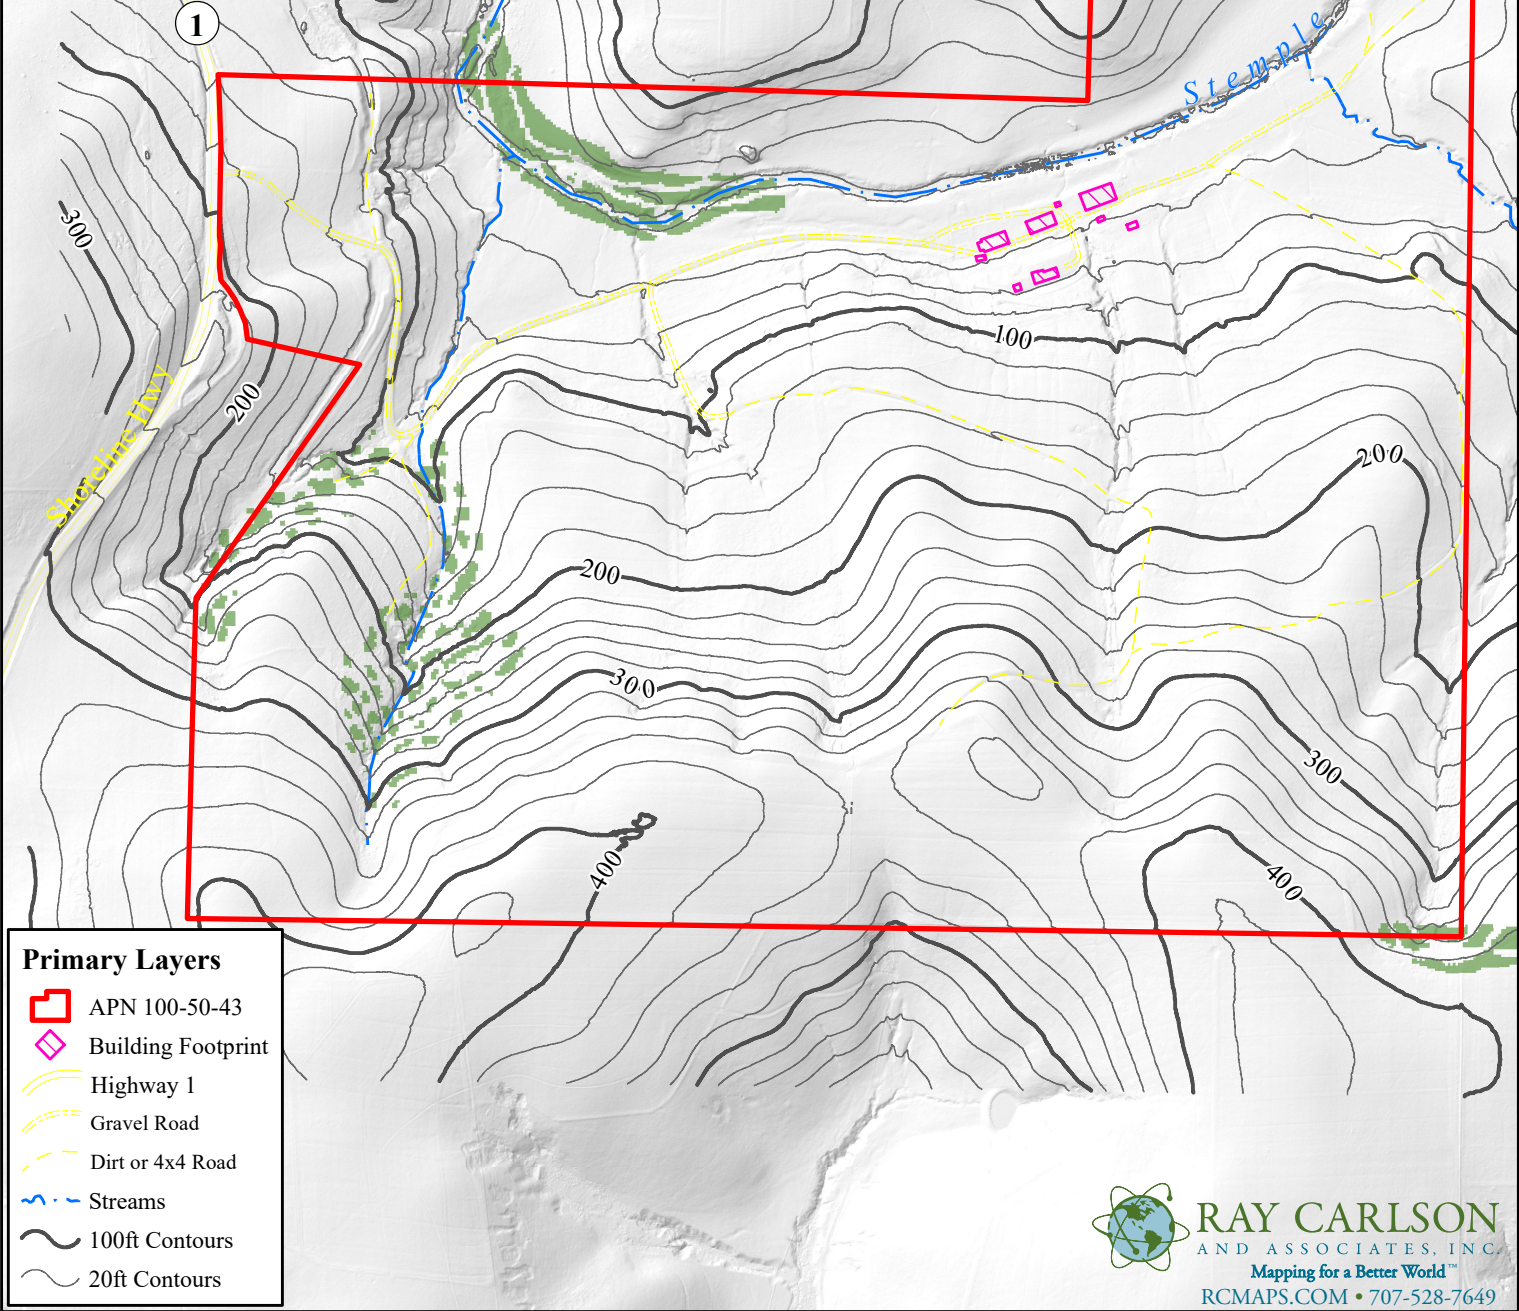 1
Stemple
300
100
200
Shoreline Hwy
200
200
300
300
400
400
Primary Layers
APN 100-50-43
Building Footprint
Highway 1
Gravel Road
Dirt or 4x4 Road
Streams
100ft Contours
20ft Contours
RAY CARLSON
AND ASSOCIATES, INC.
Mapping for a Better World™
RCMAPS.COM • 707-528-7649